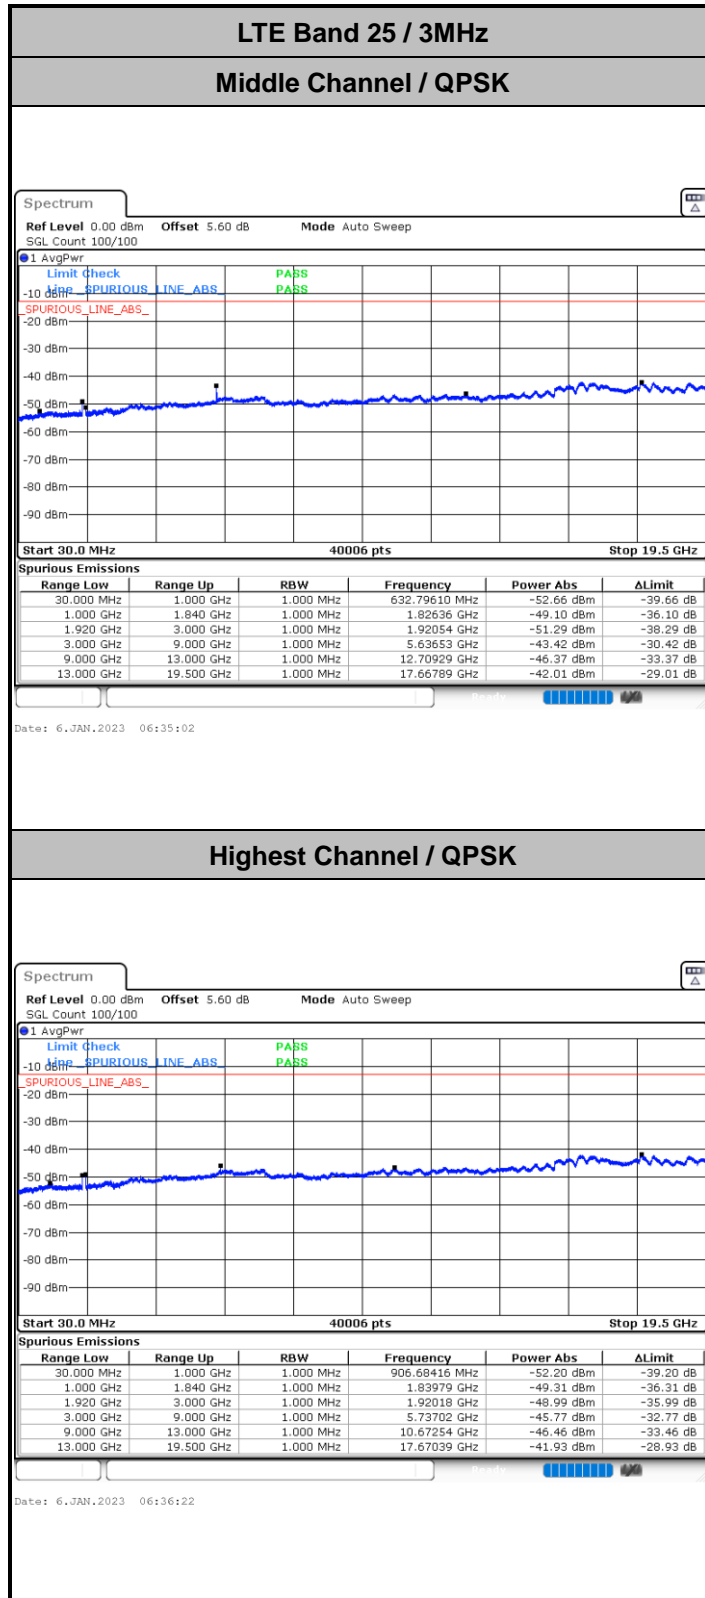 LTE Band 25 / 3MHz
Middle Channel / QPSK
Spectrum
Ref Level 0.00 dBm Offset 5.60 dB Mode Auto Sweep
SGL Count 100/100
1 AvgPwr
Limit Check PASS
Line _SPURIOUS_LINE_ABS_ PASS
-10 dBm
_SPURIOUS_LINE_ABS_
-20 dBm
-30 dBm
-40 dBm
-50 dBm
-60 dBm
-70 dBm
-80 dBm
-90 dBm
Start 30.0 MHz 40006 pts Stop 19.5 GHz
Spurious Emissions
Range Low Range Up RBW Frequency Power Abs ΔLimit
30.000 MHz 1.000 GHz 1.000 MHz 632.79610 MHz -52.66 dBm -39.66 dB
1.000 GHz 1.840 GHz 1.000 MHz 1.82636 GHz -49.10 dBm -36.10 dB
1.920 GHz 3.000 GHz 1.000 MHz 1.92054 GHz -51.29 dBm -38.29 dB
3.000 GHz 9.000 GHz 1.000 MHz 5.63653 GHz -43.42 dBm -30.42 dB
9.000 GHz 13.000 GHz 1.000 MHz 12.70929 GHz -46.37 dBm -33.37 dB
13.000 GHz 19.500 GHz 1.000 MHz 17.66789 GHz -42.01 dBm -29.01 dB
Ready
Date: 6.JAN.2023 06:35:02
Highest Channel / QPSK
Spectrum
Ref Level 0.00 dBm Offset 5.60 dB Mode Auto Sweep
SGL Count 100/100
1 AvgPwr
Limit Check PASS
Line _SPURIOUS_LINE_ABS_ PASS
-10 dBm
_SPURIOUS_LINE_ABS_
-20 dBm
-30 dBm
-40 dBm
-50 dBm
-60 dBm
-70 dBm
-80 dBm
-90 dBm
Start 30.0 MHz 40006 pts Stop 19.5 GHz
Spurious Emissions
Range Low Range Up RBW Frequency Power Abs ΔLimit
30.000 MHz 1.000 GHz 1.000 MHz 906.68416 MHz -52.20 dBm -39.20 dB
1.000 GHz 1.840 GHz 1.000 MHz 1.83979 GHz -49.31 dBm -36.31 dB
1.920 GHz 3.000 GHz 1.000 MHz 1.92018 GHz -48.99 dBm -35.99 dB
3.000 GHz 9.000 GHz 1.000 MHz 5.73702 GHz -45.77 dBm -32.77 dB
9.000 GHz 13.000 GHz 1.000 MHz 10.67254 GHz -46.46 dBm -33.46 dB
13.000 GHz 19.500 GHz 1.000 MHz 17.67039 GHz -41.93 dBm -28.93 dB
Ready
Date: 6.JAN.2023 06:36:22